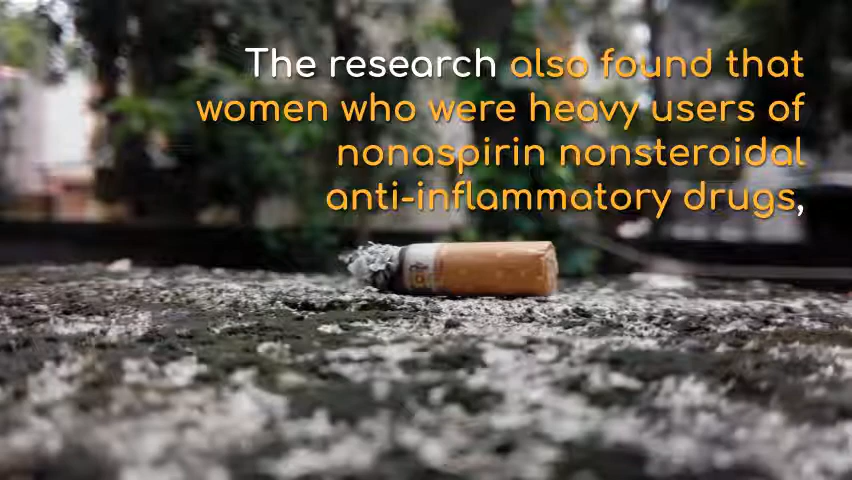 The research also found that
women who were heavy users of
nonaspirin nonsteroidal
anti-inflammatory drugs,